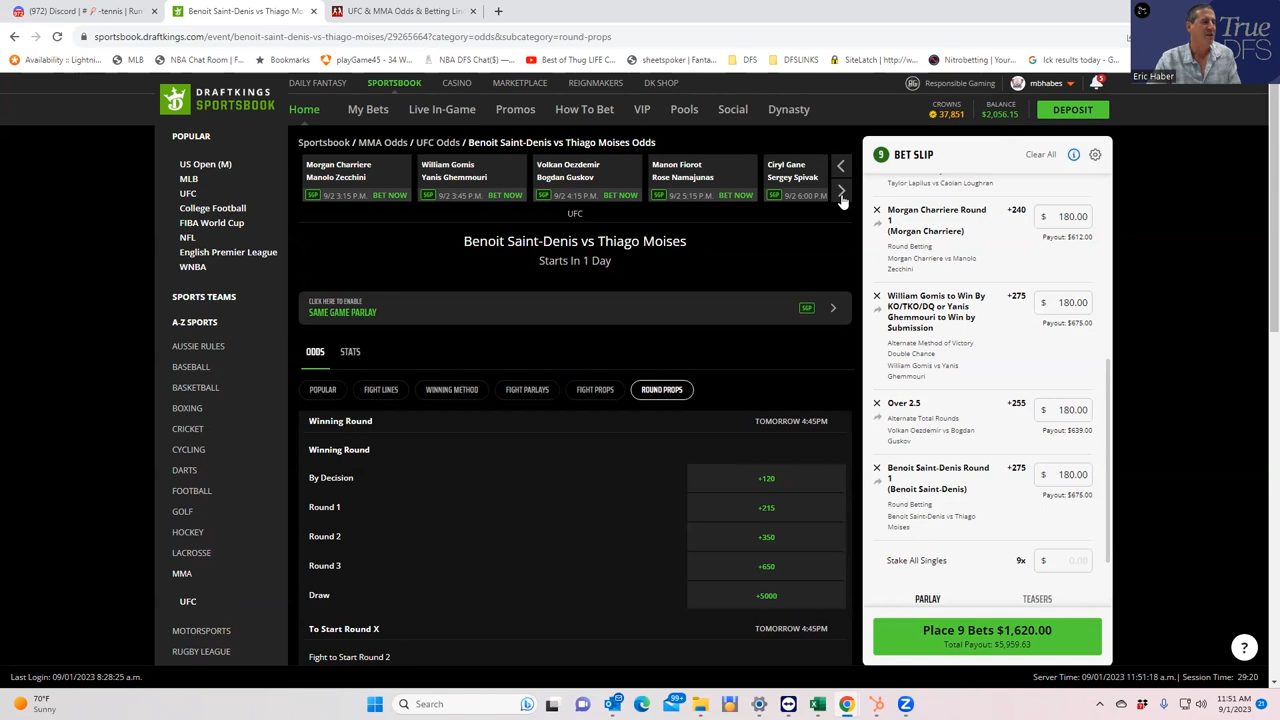 (972) Discord | # 🎾-tennis | Run
Benoit Saint-Denis vs Thiago Mo
UFC & MMA Odds & Betting Lin
sportsbook.draftkings.com/event/benoit-saint-denis-vs-thiago-moises/29265664?category=odds&subcategory=round-props
Availability :: Lightni...
MLB
NBA Chat Room | F...
Bookmarks
playGame45 - 34 W...
NBA DFS Chat($) —...
Best of Thug LIFE C...
sheetspoker | Fanta...
DFS
DFSLINKS
SiteLatch | http://w...
Nitrobetting | Your...
lck results today - G...
True
DFS
Eric Haber
DAILY FANTASY
SPORTSBOOK
CASINO
MARKETPLACE
REIGNMAKERS
DK SHOP
Responsible Gaming
mbhabes
5
DRAFTKINGS
SPORTSBOOK
Home
My Bets
Live In-Game
Promos
How To Bet
VIP
Pools
Social
Dynasty
CROWNS
37,851
BALANCE
$2,056.15
DEPOSIT
POPULAR
US Open (M)
MLB
UFC
College Football
FIBA World Cup
NFL
English Premier League
WNBA
SPORTS TEAMS
A-Z SPORTS
AUSSIE RULES
BASEBALL
BASKETBALL
BOXING
CRICKET
CYCLING
DARTS
FOOTBALL
GOLF
HOCKEY
LACROSSE
MMA
UFC
MOTORSPORTS
RUGBY LEAGUE
Sportsbook / MMA Odds / UFC Odds / Benoit Saint-Denis vs Thiago Moises Odds
Morgan Charriere
Manolo Zecchini
SGP 9/2 3:15 P.M. BET NOW
William Gomis
Yanis Ghemmouri
SGP 9/2 3:45 P.M. BET NOW
Volkan Oezdemir
Bogdan Guskov
SGP 9/2 4:15 P.M. BET NOW
Manon Fiorot
Rose Namajunas
SGP 9/2 5:15 P.M. BET NOW
Ciryl Gane
Sergey Spivak
SGP 9/2 6:00 P.M.
UFC
Benoit Saint-Denis vs Thiago Moises
Starts In 1 Day
CLICK HERE TO ENABLE
SAME GAME PARLAY
SGP
ODDS
STATS
POPULAR
FIGHT LINES
WINNING METHOD
FIGHT PARLAYS
FIGHT PROPS
ROUND PROPS
Winning Round
TOMORROW 4:45PM
Winning Round
By Decision
+120
Round 1
+215
Round 2
+350
Round 3
+650
Draw
+5000
To Start Round X
TOMORROW 4:45PM
Fight to Start Round 2
9
BET SLIP
Clear All
Taylor Lapilus vs Caolan Loughran
Morgan Charriere Round
1
(Morgan Charriere)
+240
$ 180.00
Payout: $612.00
Round Betting
Morgan Charriere vs Manolo
Zecchini
William Gomis to Win By
KO/TKO/DQ or Yanis
Ghemmouri to Win by
Submission
+275
$ 180.00
Payout: $675.00
Alternate Method of Victory
Double Chance
William Gomis vs Yanis
Ghemmouri
Over 2.5
+255
$ 180.00
Payout: $639.00
Alternate Total Rounds
Volkan Oezdemir vs Bogdan
Guskov
Benoit Saint-Denis Round
1
(Benoit Saint-Denis)
+275
$ 180.00
Payout: $675.00
Round Betting
Benoit Saint-Denis vs Thiago
Moises
Stake All Singles
9x
$ 0.00
PARLAY
TEASERS
Place 9 Bets $1,620.00
Total Payout: $5,959.63
?
Last Login: 09/01/2023 8:28:25 a.m.
Server Time: 09/01/2023 11:51:18 a.m.
Session Time: 29:20
70°F
Sunny
Search
99+
11:51 AM
9/1/2023